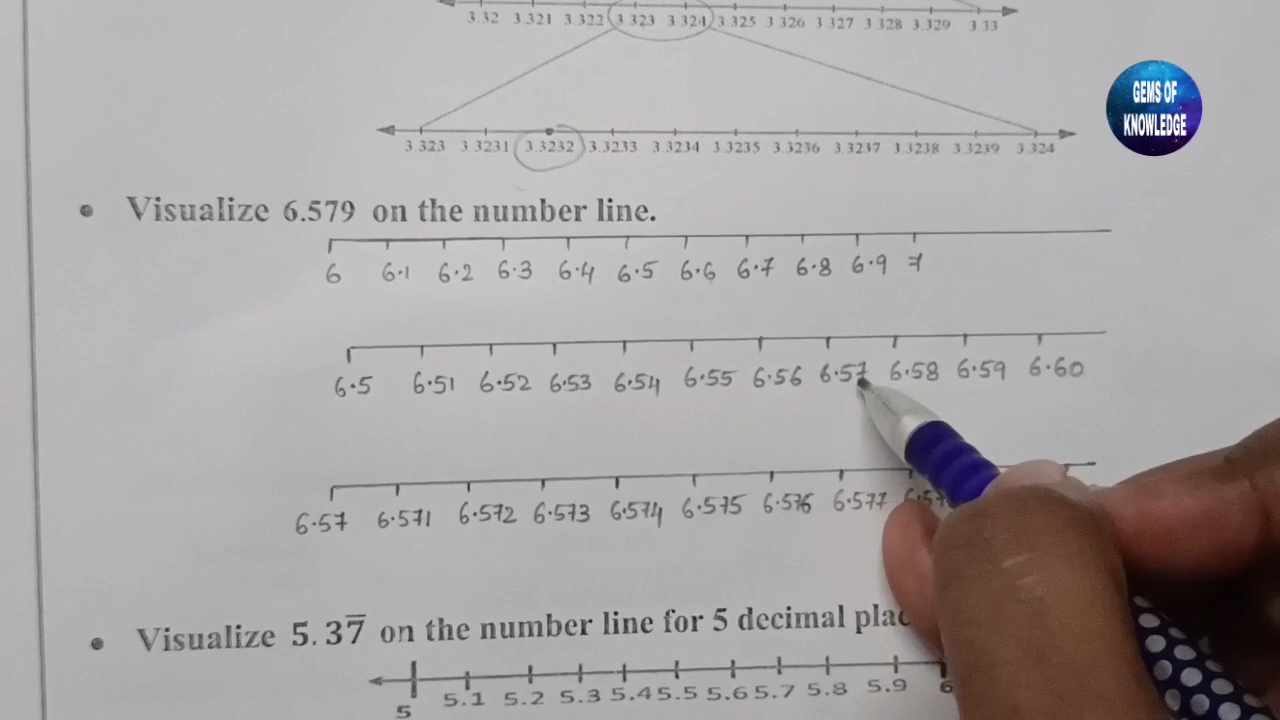 3.32 3.321 3.322 3.323 3.324 3.325 3.326 3.327 3.328 3.329 3.33
GEMS OF
KNOWLEDGE
3.323 3.3231 3.3232 3.3233 3.3234 3.3235 3.3236 3.3237 3.3238 3.3239 3.324
• Visualize 6.579 on the number line.
6 6.1 6.2 6.3 6.4 6.5 6.6 6.7 6.8 6.9 7
6.5 6.51 6.52 6.53 6.54 6.55 6.56 6.57 6.58 6.59 6.60
6.57 6.571 6.572 6.573 6.574 6.575 6.576 6.577
• Visualize 5.37̅ on the number line for 5 decimal
5 5.1 5.2 5.3 5.4 5.5 5.6 5.7 5.8 5.9 6